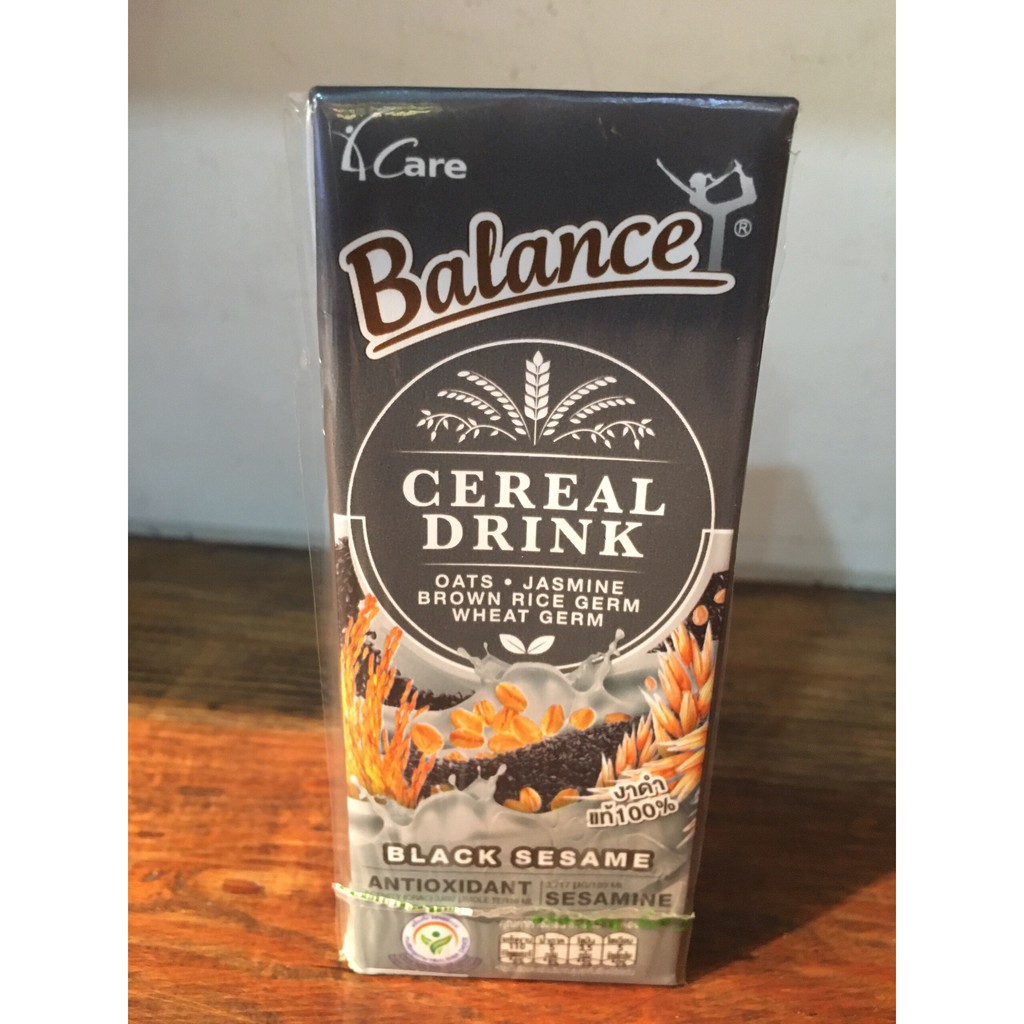 4Care
Balance
®
CEREAL
DRINK
OATS • JASMINE
BROWN RICE GERM
WHEAT GERM
งาดำ
แท้100%
BLACK SESAME
ANTIOXIDANT
SESAMINE